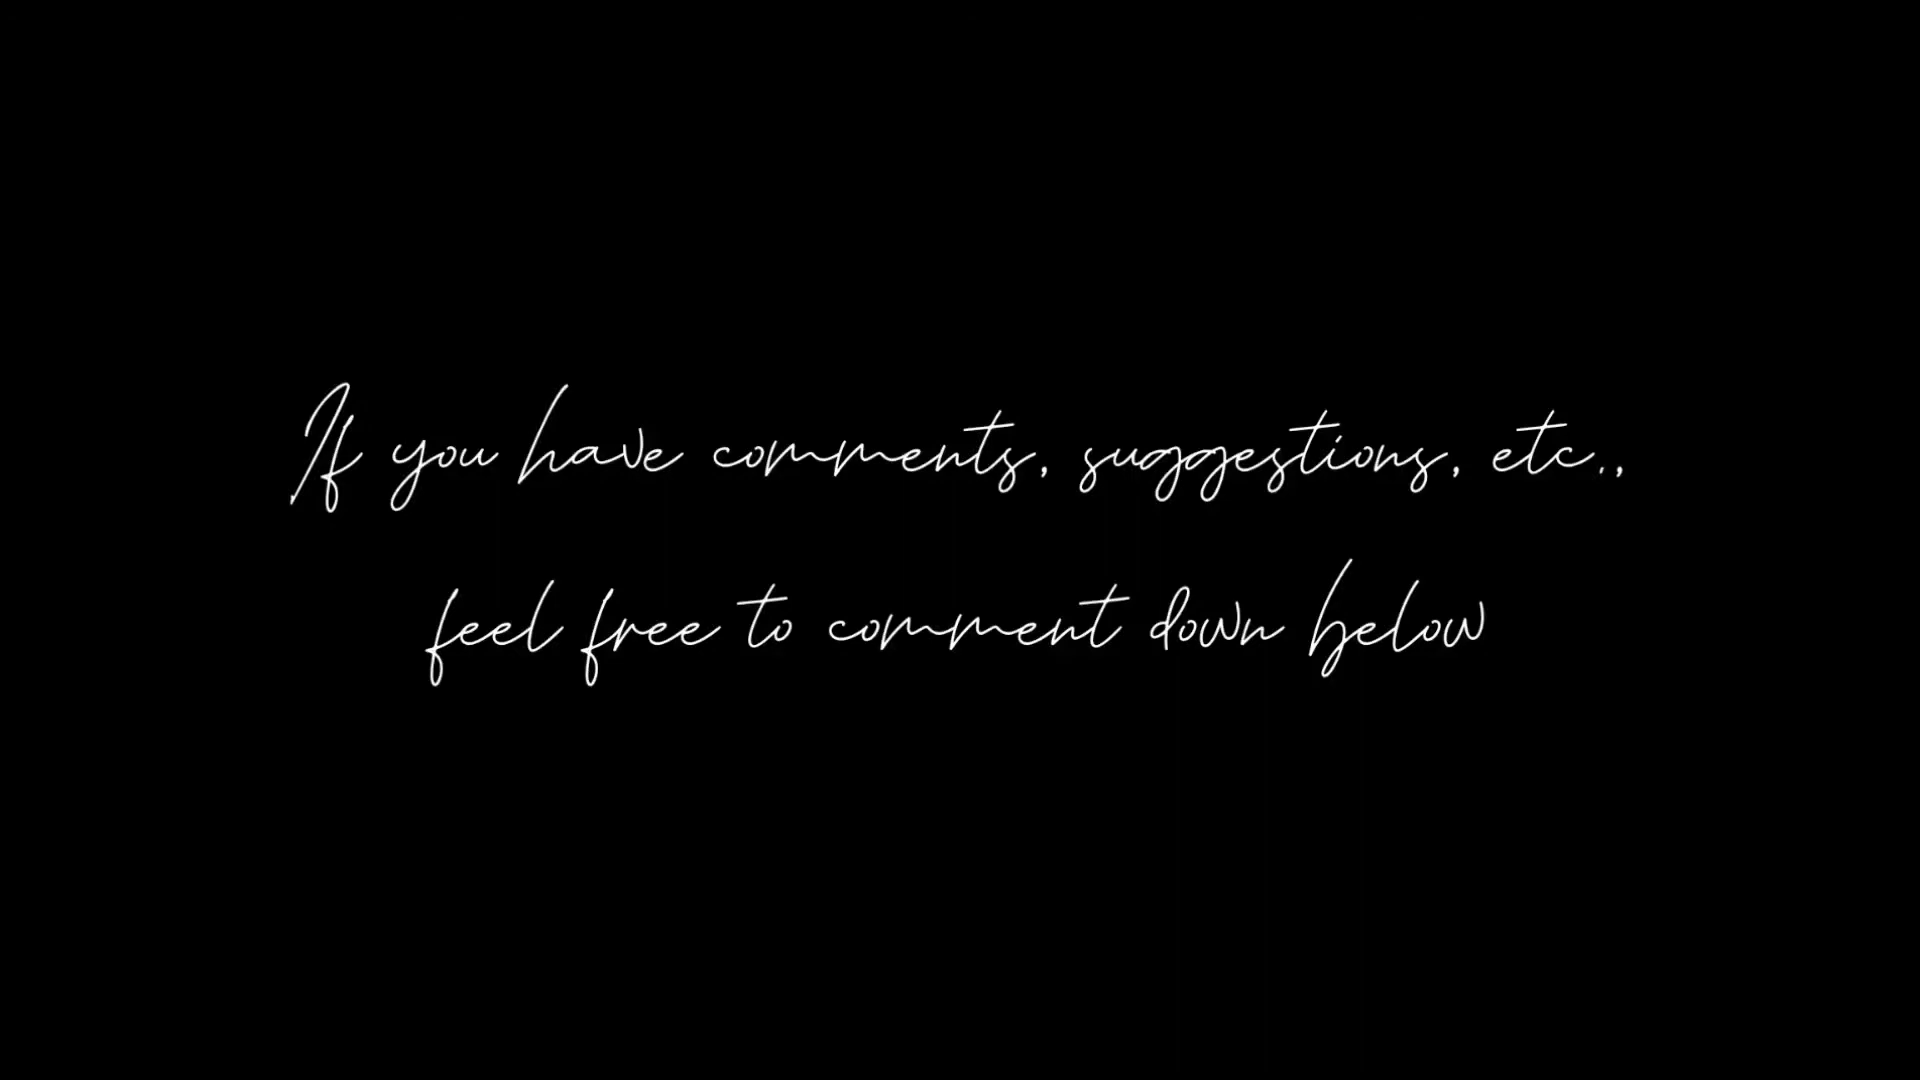 If you have comments, suggestions, etc.,
feel free to comment down below